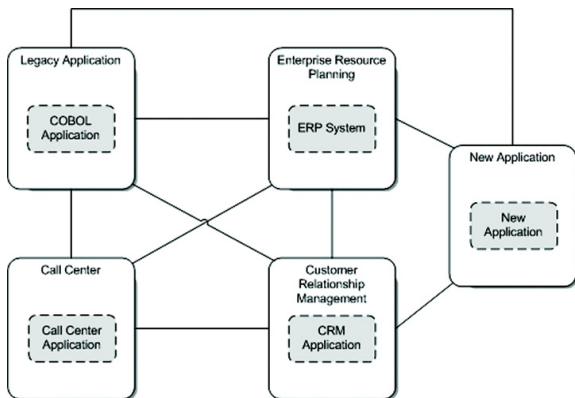 Legacy Application
COBOL
Application
Enterprise Resource
Planning
ERP System
New Application
New
Application
Call Center
Call Center
Application
Customer
Relationship
Management
CRM
Application